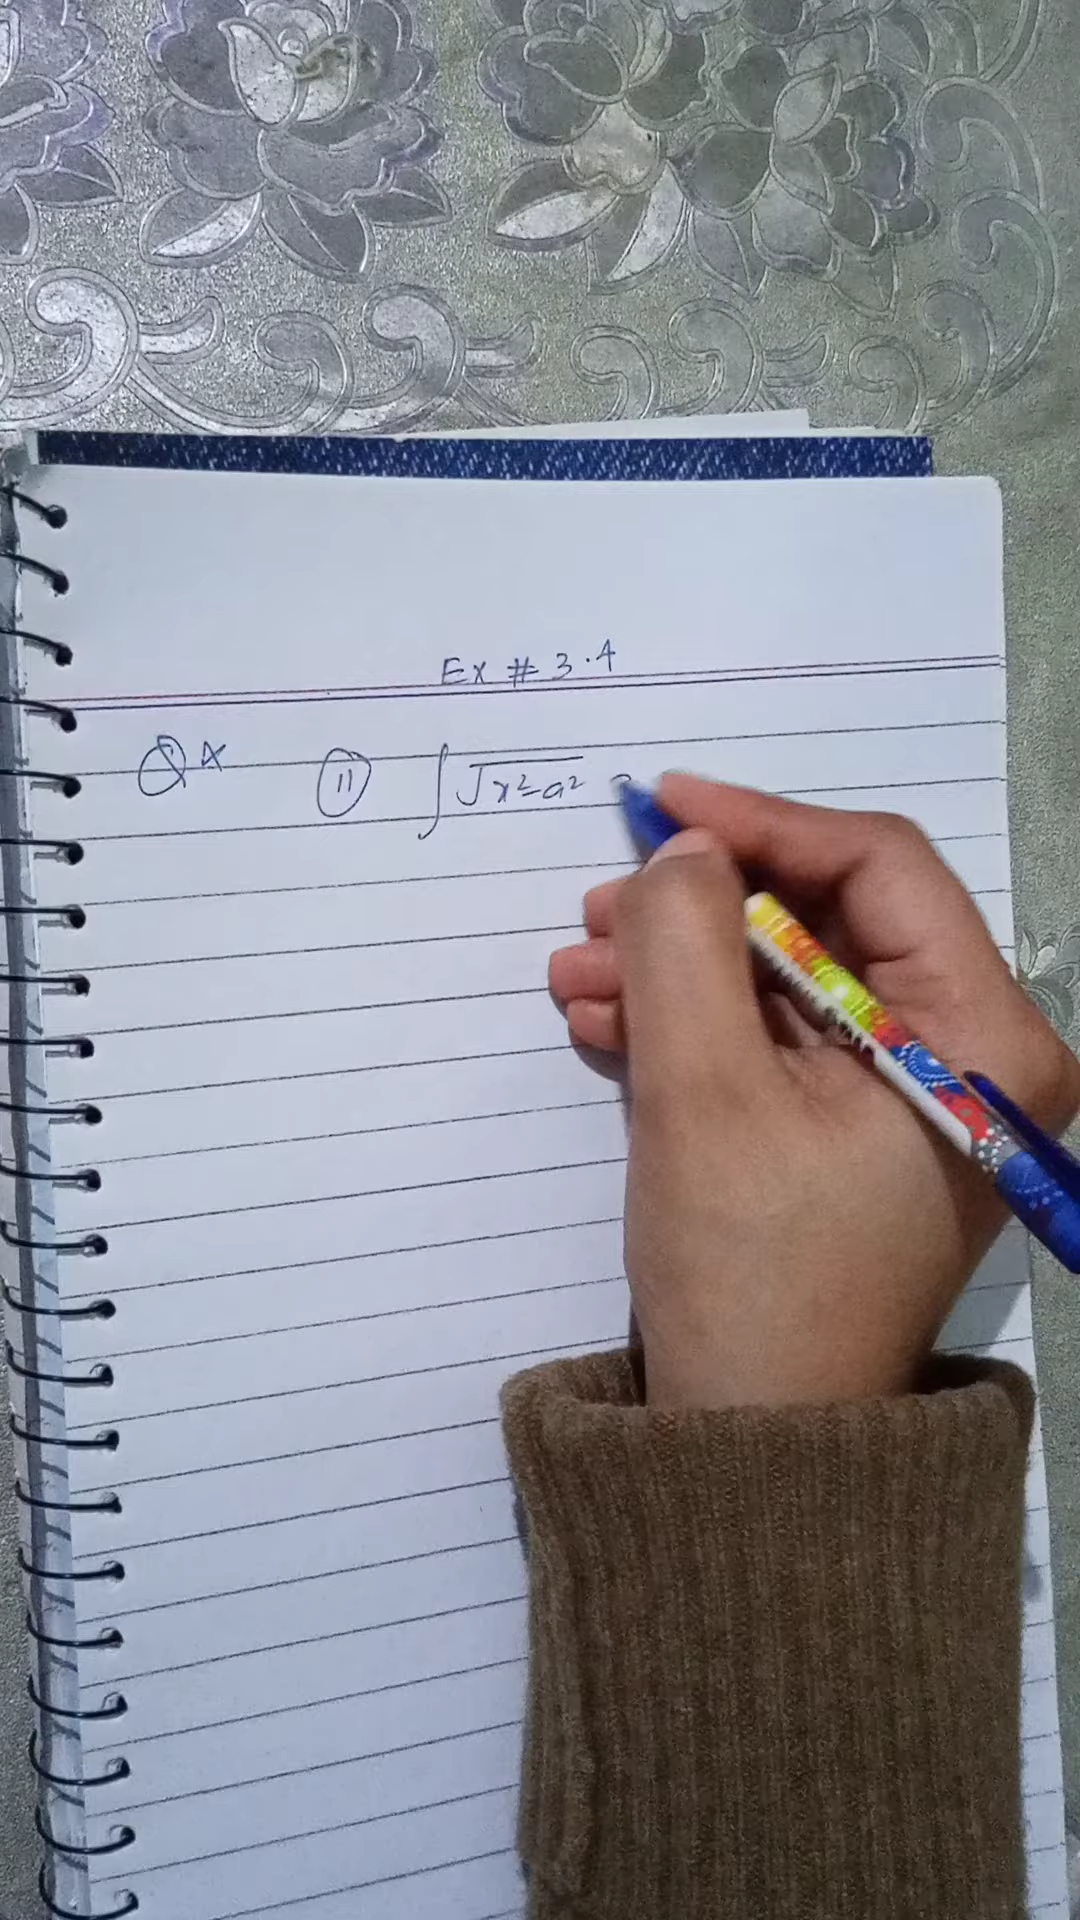 Ex # 3.4
Q4 (ii) ∫√x²-a²